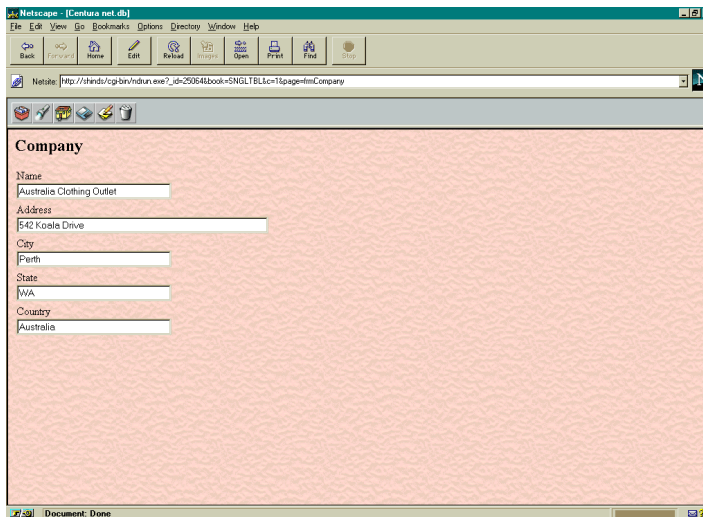 Netscape - [Centura net.db]
File Edit View Go Bookmarks Options Directory Window Help
Back Forward Home Edit Reload Images Open Print Find Stop
Netsite: http://shinds/cgi-bin/ndrun.exe?_id=25064&book=SNGLTBL&c=1&page=frmCompany
N
Company
Name
Australia Clothing Outlet
Address
542 Koala Drive
City
Perth
State
WA
Country
Australia
Document: Done